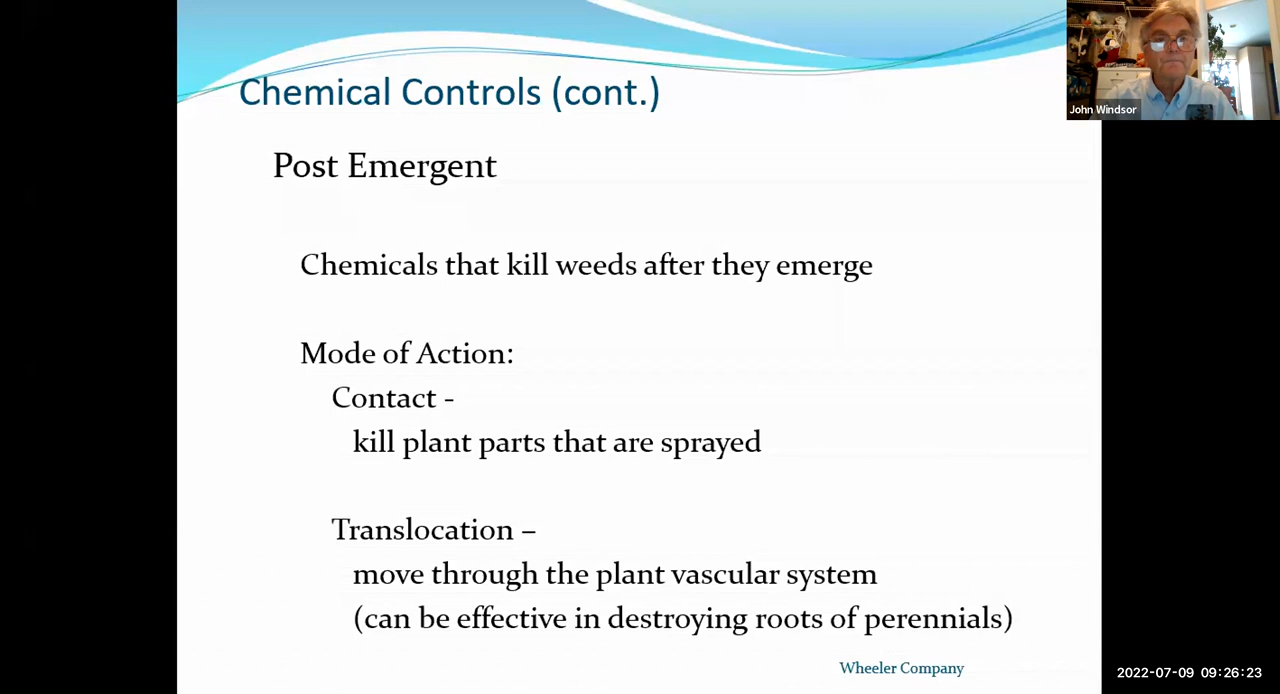 Chemical Controls (cont.)
John Windsor
Post Emergent
Chemicals that kill weeds after they emerge
Mode of Action:
Contact -
kill plant parts that are sprayed
Translocation –
move through the plant vascular system
(can be effective in destroying roots of perennials)
Wheeler Company
2022-07-09 09:26:23